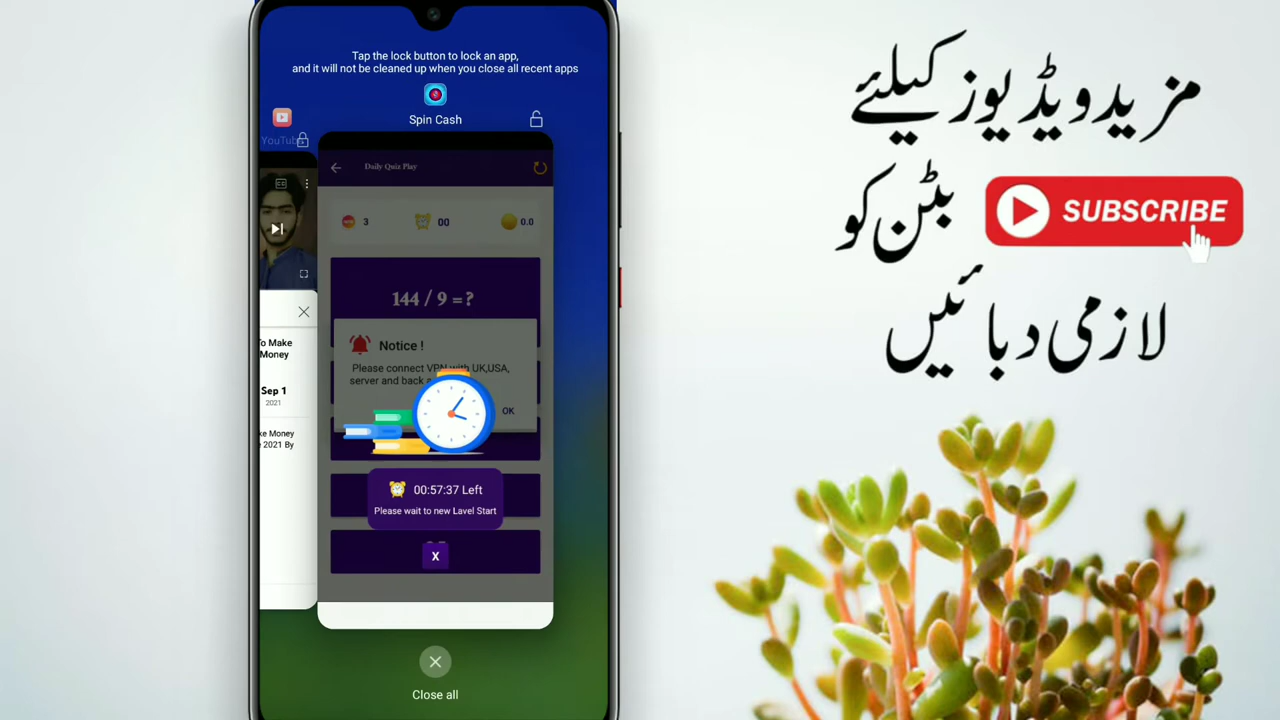 Tap the lock button to lock an app,
and it will not be cleaned up when you close all recent apps
YouTube
Spin Cash
Daily Quiz Play
3
00
0.0
144 / 9 = ?
Notice !
Please connect VPN with UK,USA,
server and back a
OK
To Make
Money
Sep 1
2021
ke Money
e 2021 By
00:57:37 Left
Please wait to new Lavel Start
X
Close all
مزید ویڈیوز کیلئے
بٹن کو
SUBSCRIBE
لازمی دبائیں